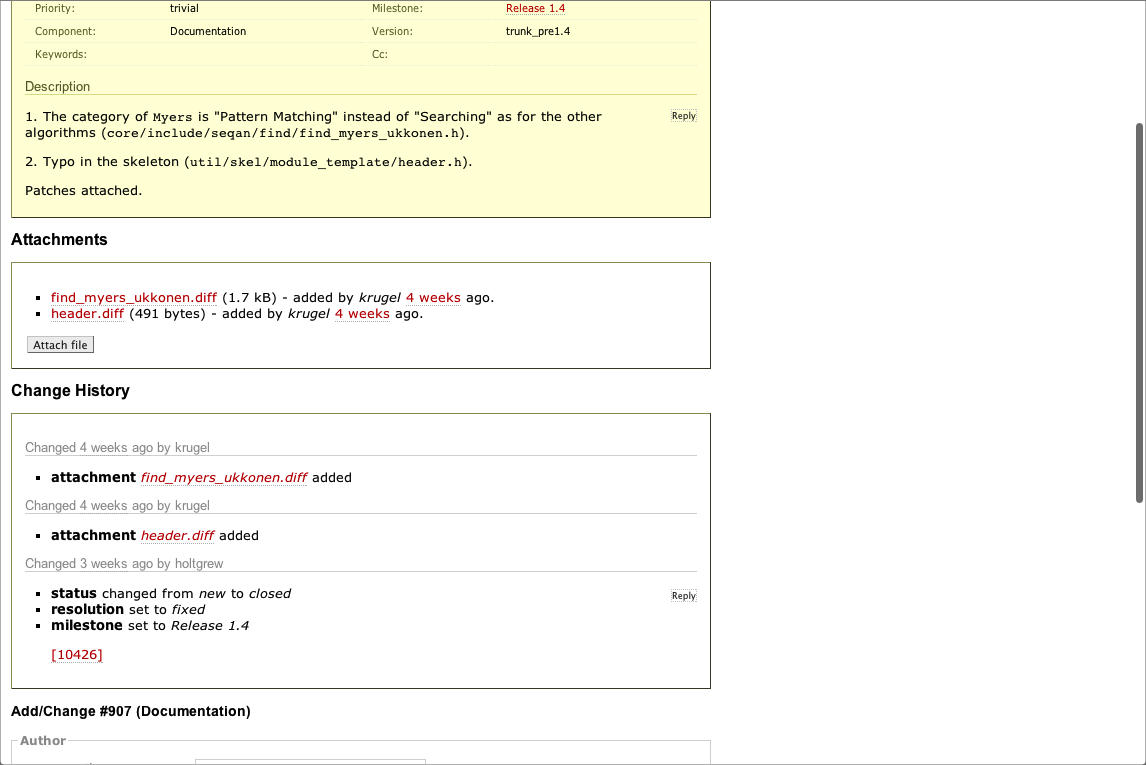 Priority: trivial Milestone: Release 1.4
Component: Documentation Version: trunk_pre1.4
Keywords: Cc:
Description
1. The category of Myers is "Pattern Matching" instead of "Searching" as for the other Reply
algorithms (core/include/seqan/find/find_myers_ukkonen.h).
2. Typo in the skeleton (util/skel/module_template/header.h).
Patches attached.
Attachments
find_myers_ukkonen.diff (1.7 kB) - added by krugel 4 weeks ago.
header.diff (491 bytes) - added by krugel 4 weeks ago.
Attach file
Change History
Changed 4 weeks ago by krugel
attachment find_myers_ukkonen.diff added
Changed 4 weeks ago by krugel
attachment header.diff added
Changed 3 weeks ago by holtgrew
status changed from new to closed Reply
resolution set to fixed
milestone set to Release 1.4
[10426]
Add/Change #907 (Documentation)
Author